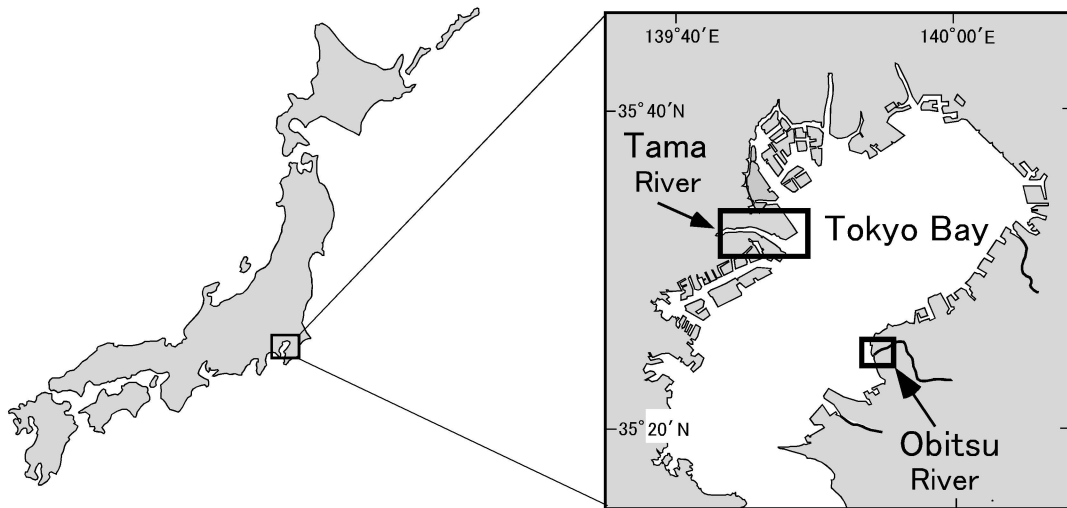 139°40′E
140°00′E
35°40′N
Tama
River
Tokyo Bay
35°20′N
Obitsu
River